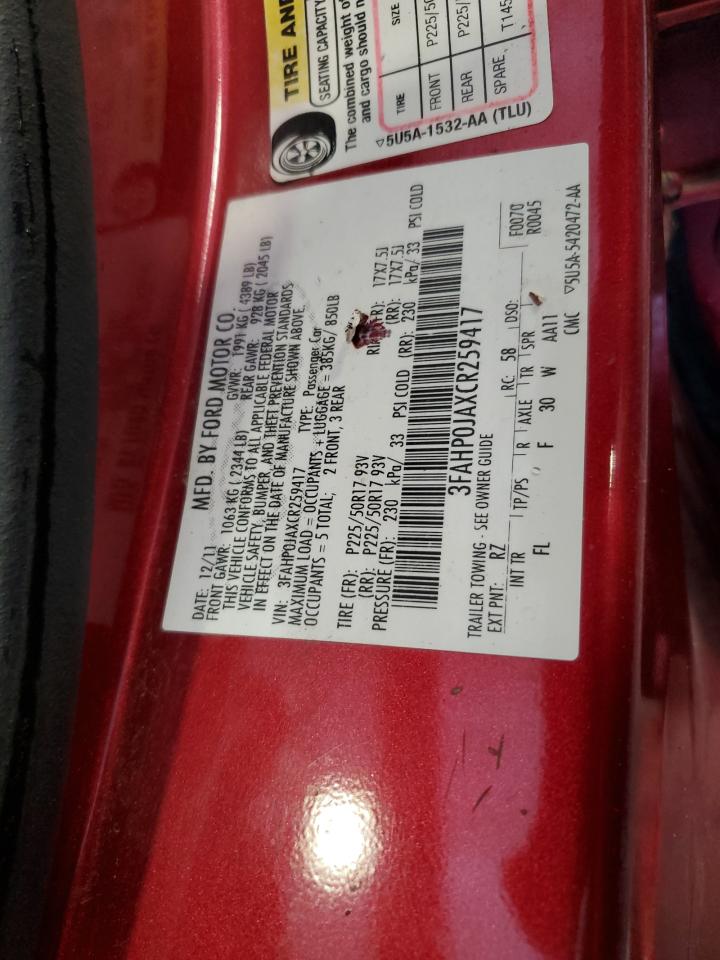 MFD. BY FORD MOTOR CO.
DATE: 12/11 GVWR: 1991 KG ( 4389 LB)
FRONT GAWR: 1063 KG ( 2344 LB) REAR GAWR: 928 KG ( 2045 LB)
THIS VEHICLE CONFORMS TO ALL APPLICABLE FEDERAL MOTOR
VEHICLE SAFETY, BUMPER, AND THEFT PREVENTION STANDARDS
IN EFFECT ON THE DATE OF MANUFACTURE SHOWN ABOVE.
VIN: 3FAHP0JAXCR259417 TYPE: Passenger Car
MAXIMUM LOAD = OCCUPANTS + LUGGAGE = 385KG/ 850LB
OCCUPANTS = 5 TOTAL; 2 FRONT, 3 REAR
TIRE (FR): P225/50R17 93V 17X7.5J
(RR): P225/50R17 93V (RR): 17X7.5J
PRESSURE (FR): 230 kPa/ 33 PSI COLD (RR): 230 kPa/ 33 PSI COLD
3FAHP0JAXCR259417
TRAILER TOWING - SEE OWNER GUIDE
EXT PNT: RZ RC: 58 DSO: F0070
R0045
INT TR TP/PS R AXLE TR SPR
FL F 30 W AA11
CMC ▽5U5A-5420472-AA
TIRE AND
SEATING CAPACITY
The combined weight of
and cargo should n
TIRE SIZE
FRONT P225/50
REAR P225/
SPARE T145
▽5U5A-1532-AA (TLU)